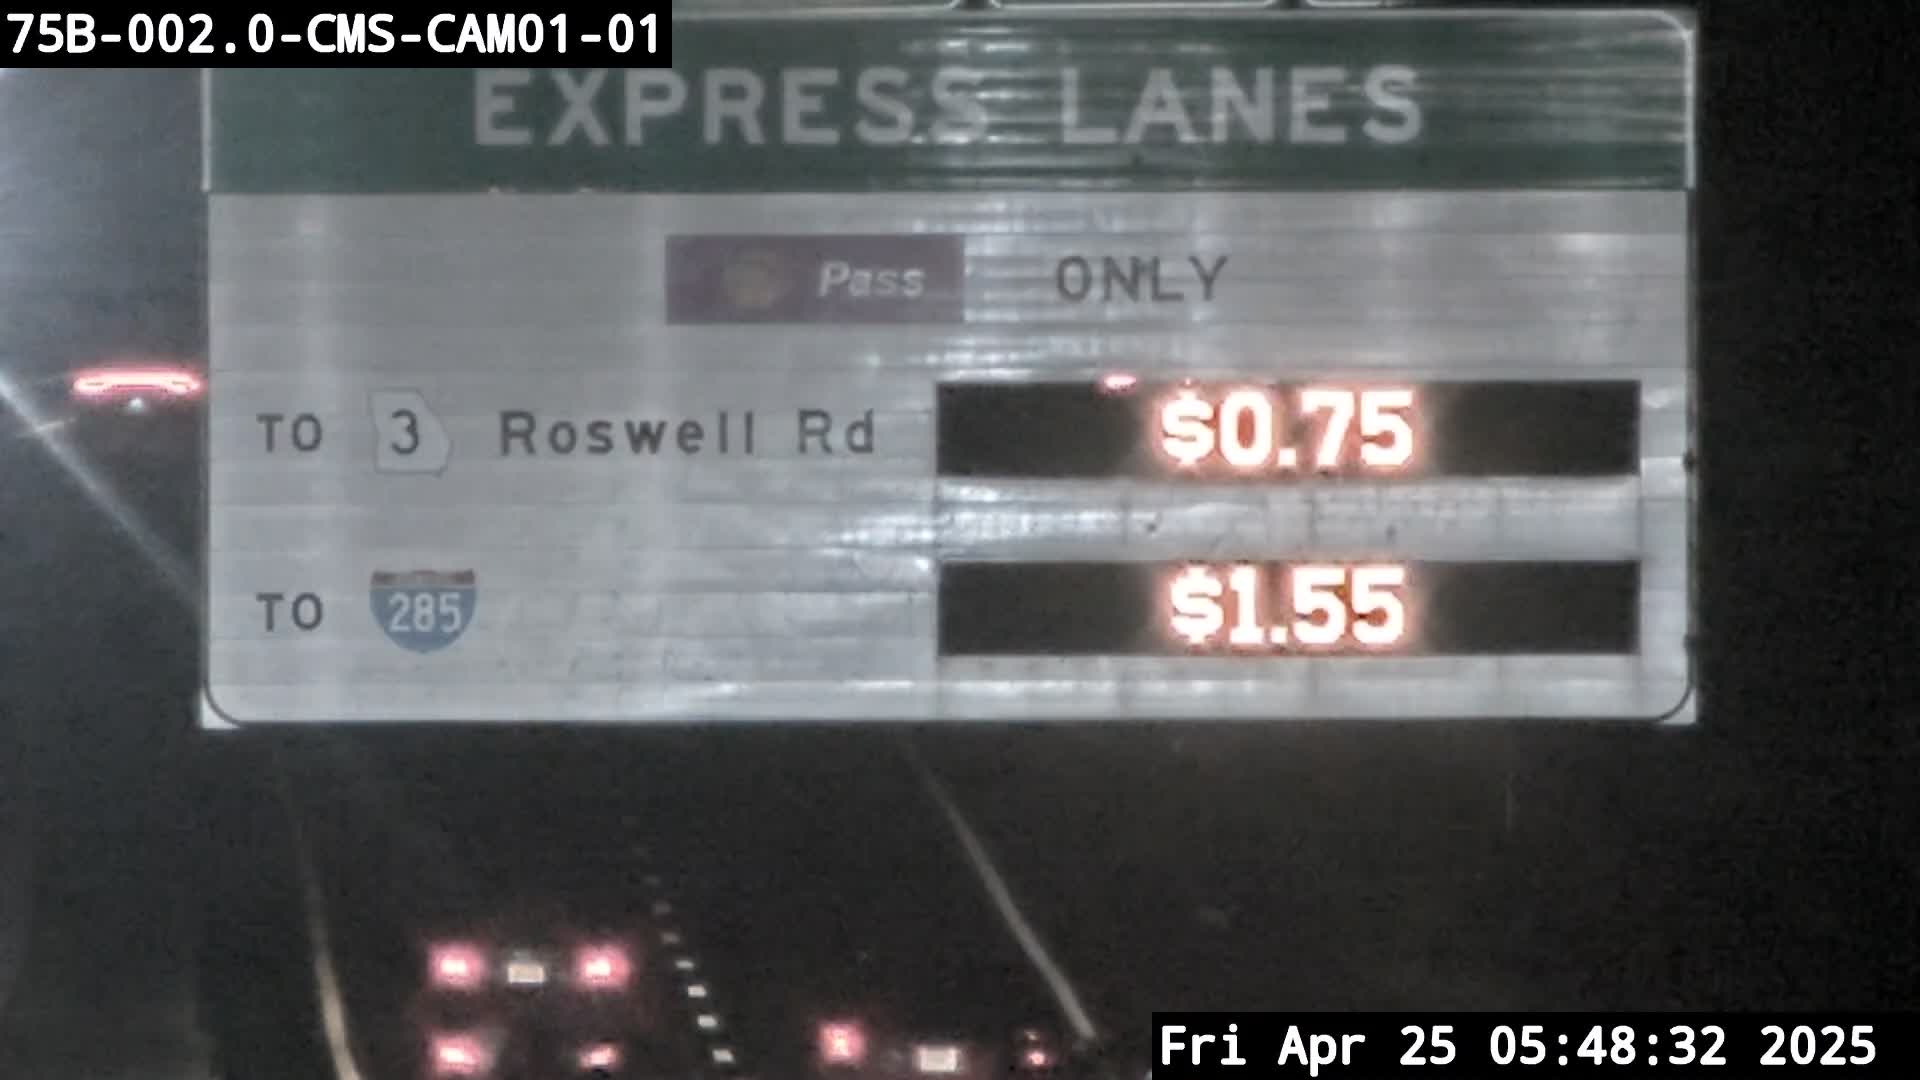 75B-002.0-CMS-CAM01-01
EXPRESS LANES
Pass ONLY
TO 3 Roswell Rd $0.75
TO 285 $1.55
Fri Apr 25 05:48:32 2025